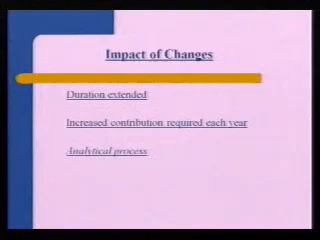 Impact of Changes
Duration extended
Increased contribution required each year
Analytical process